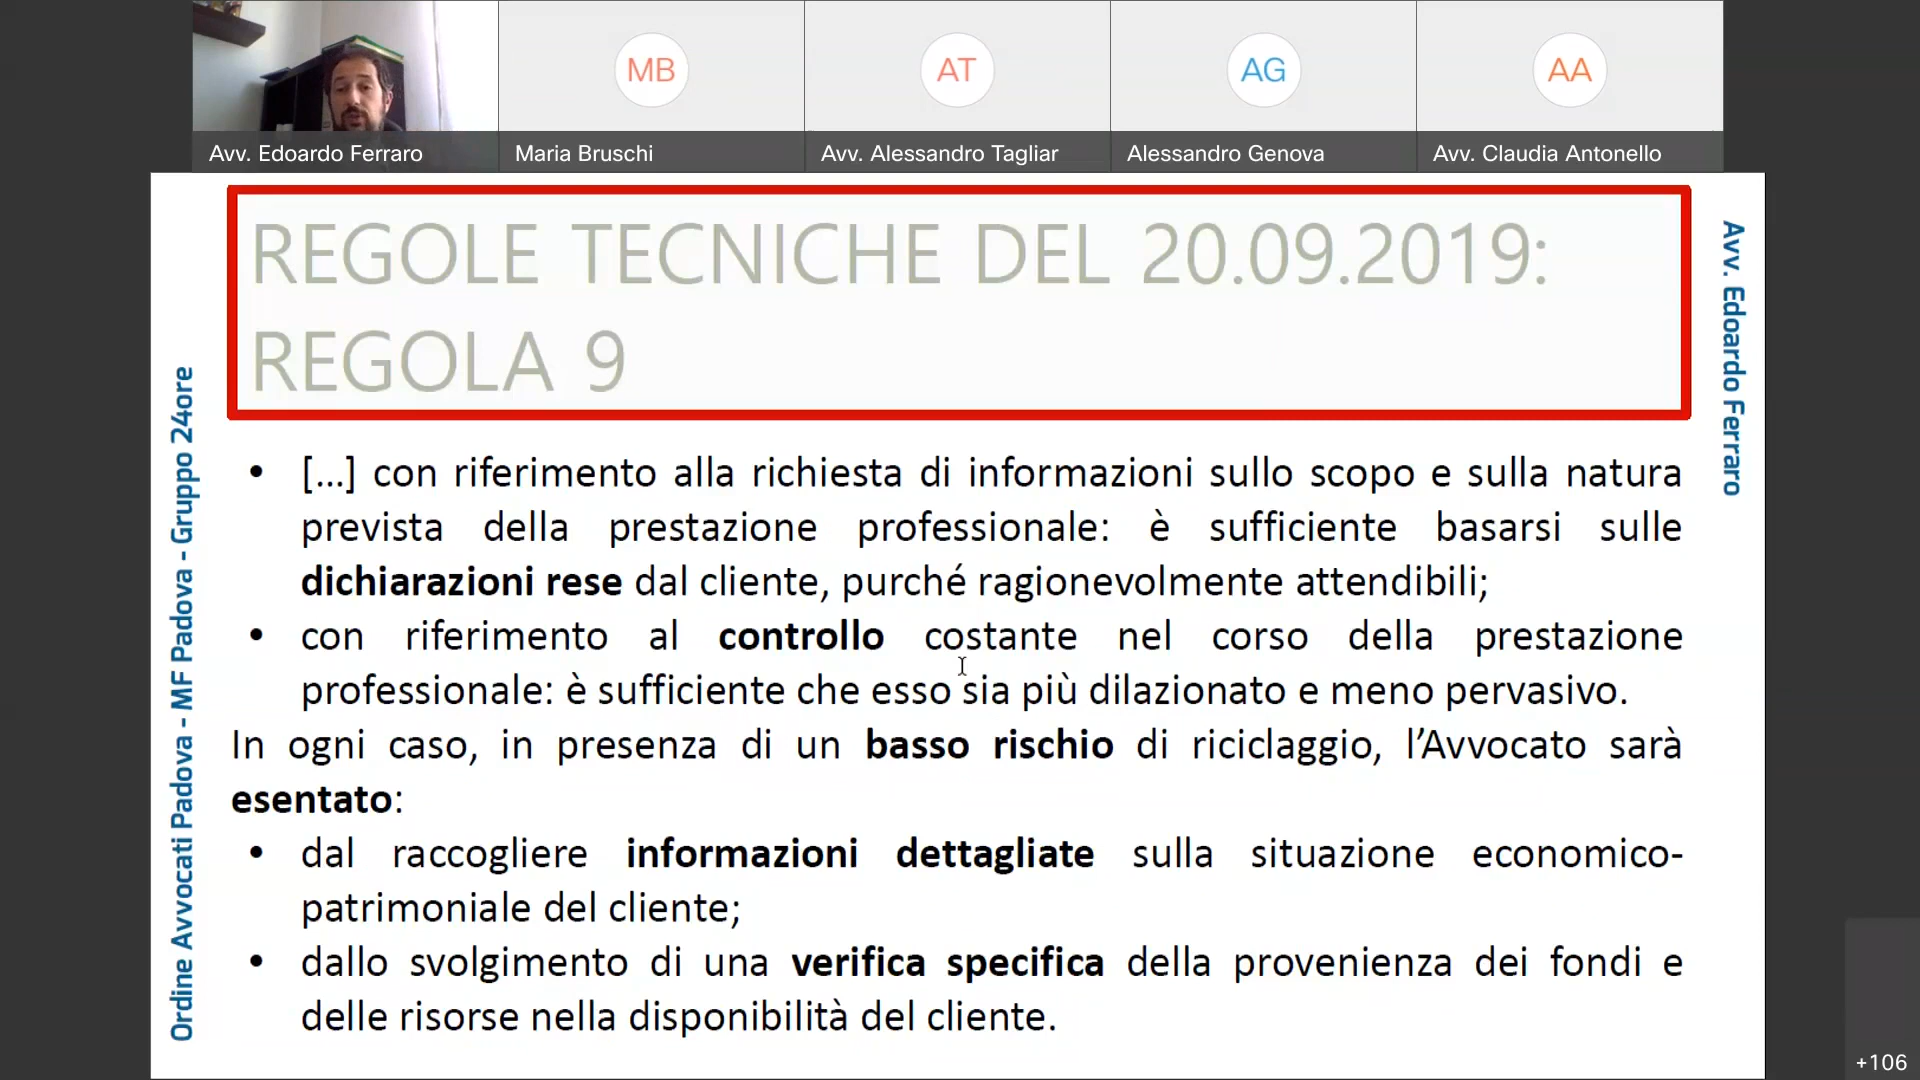 MB
AT
AG
AA
Avv. Edoardo Ferraro
Maria Bruschi
Avv. Alessandro Tagliar
Alessandro Genova
Avv. Claudia Antonello
REGOLE TECNICHE DEL 20.09.2019:
REGOLA 9
• [...] con riferimento alla richiesta di informazioni sullo scopo e sulla natura
prevista della prestazione professionale: è sufficiente basarsi sulle
dichiarazioni rese dal cliente, purché ragionevolmente attendibili;
• con riferimento al controllo costante nel corso della prestazione
professionale: è sufficiente che esso sia più dilazionato e meno pervasivo.
In ogni caso, in presenza di un basso rischio di riciclaggio, l’Avvocato sarà
esentato:
• dal raccogliere informazioni dettagliate sulla situazione economico-
patrimoniale del cliente;
• dallo svolgimento di una verifica specifica della provenienza dei fondi e
delle risorse nella disponibilità del cliente.
Ordine Avvocati Padova - MF Padova - Gruppo 24ore
Avv. Edoardo Ferraro
+106